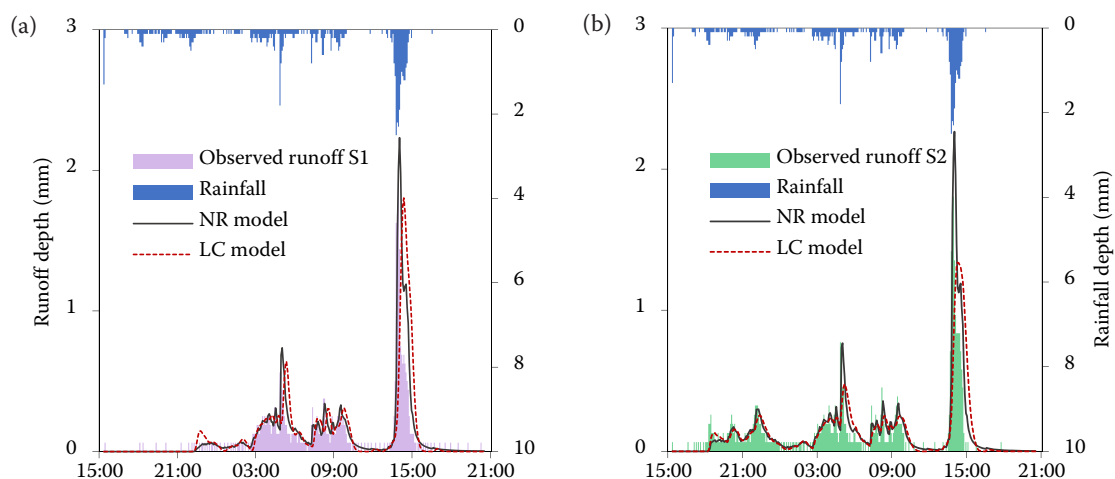 (a)
3
2
1
0
Runoff depth (mm)
0
2
4
6
8
10
Observed runoff S1
Rainfall
NR model
LC model
15:00 21:00 03:00 09:00 15:00 21:00
(b)
3
2
1
0
0
2
4
6
8
10
Rainfall depth (mm)
Observed runoff S2
Rainfall
NR model
LC model
15:00 21:00 03:00 09:00 15:00 21:00